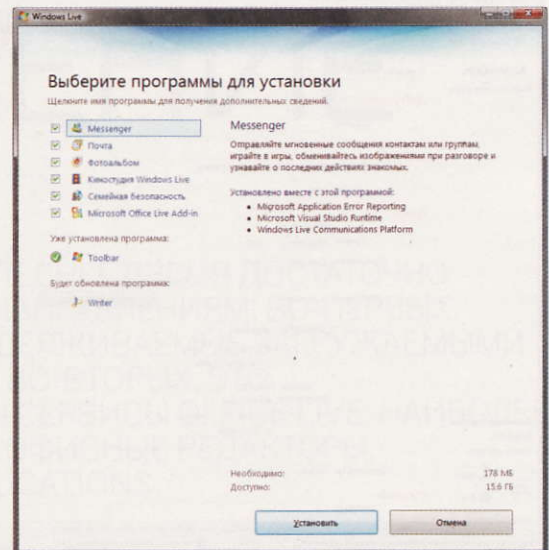 Windows Live
Выберите программы для установки
Щелкните имя программы для получения дополнительных сведений.
Messenger
Почта
Фотоальбом
Киностудия Windows Live
Семейная безопасность
Microsoft Office Live Add-in
Уже установлена программа:
Toolbar
Будет обновлена программа:
Writer
Messenger
Отправляйте мгновенные сообщения контактам или группам,
играйте в игры, обменивайтесь изображениями при разговоре и
узнавайте о последних действиях знакомых.
Установлено вместе с этой программой:
• Microsoft Application Error Reporting
• Microsoft Visual Studio Runtime
• Windows Live Communications Platform
Необходимо: 178 МБ
Доступно: 15.6 ГБ
Установить
Отмена